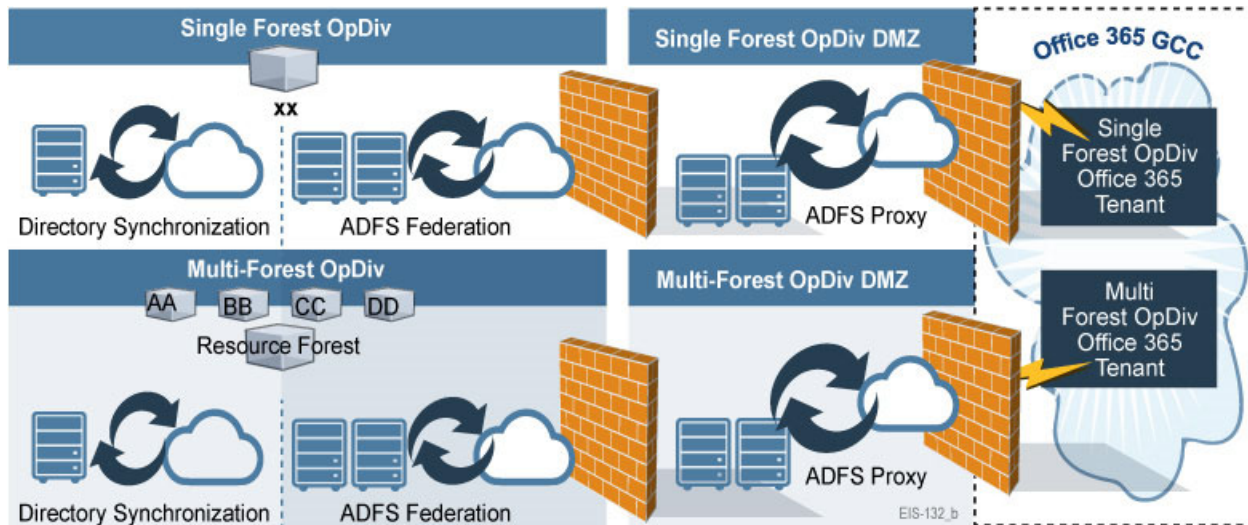 Single Forest OpDiv
Single Forest OpDiv DMZ
Office 365 GCC
xx
Directory Synchronization
ADFS Federation
ADFS Proxy
Single
Forest OpDiv
Office 365
Tenant
Multi-Forest OpDiv
Multi-Forest OpDiv DMZ
AA
BB
CC
DD
Resource Forest
Multi
Forest OpDiv
Office 365
Tenant
Directory Synchronization
ADFS Federation
ADFS Proxy
EIS-132_b